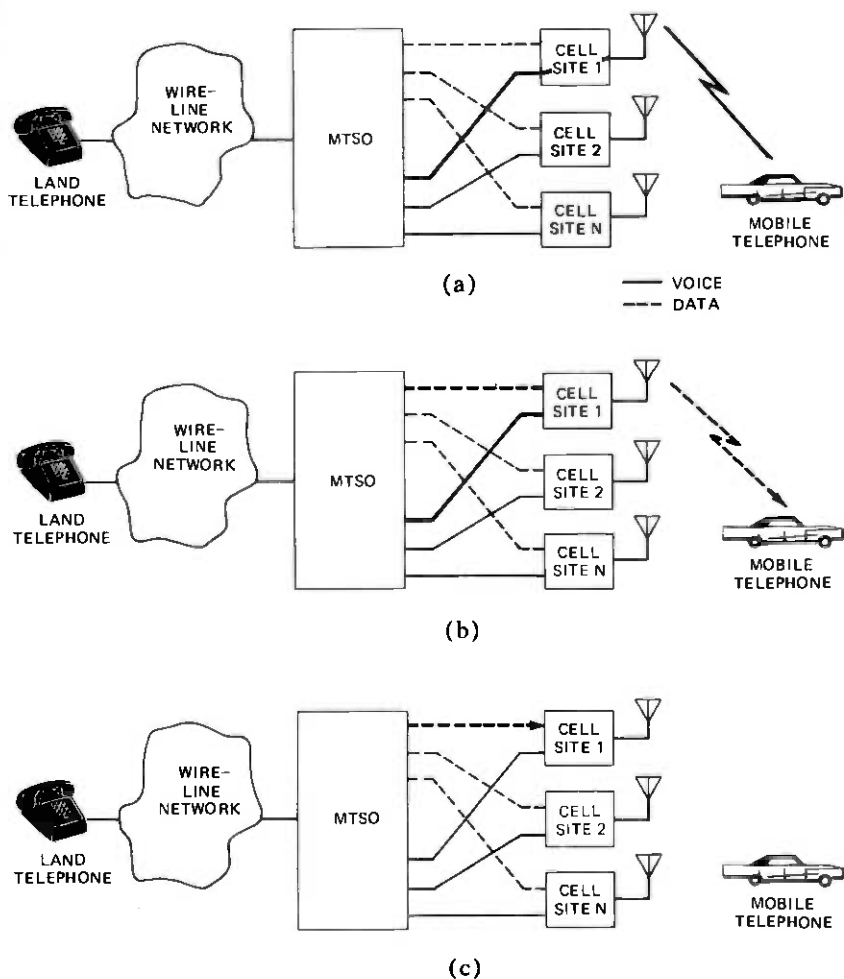 CELL
SITE 1
WIRE-
LINE
NETWORK
MTSO
CELL
SITE 2
LAND
TELEPHONE
CELL
SITE N
MOBILE
TELEPHONE
(a)
VOICE
DATA
CELL
SITE 1
WIRE-
LINE
NETWORK
MTSO
CELL
SITE 2
LAND
TELEPHONE
CELL
SITE N
MOBILE
TELEPHONE
(b)
CELL
SITE 1
WIRE-
LINE
NETWORK
MTSO
CELL
SITE 2
LAND
TELEPHONE
CELL
SITE N
MOBILE
TELEPHONE
(c)